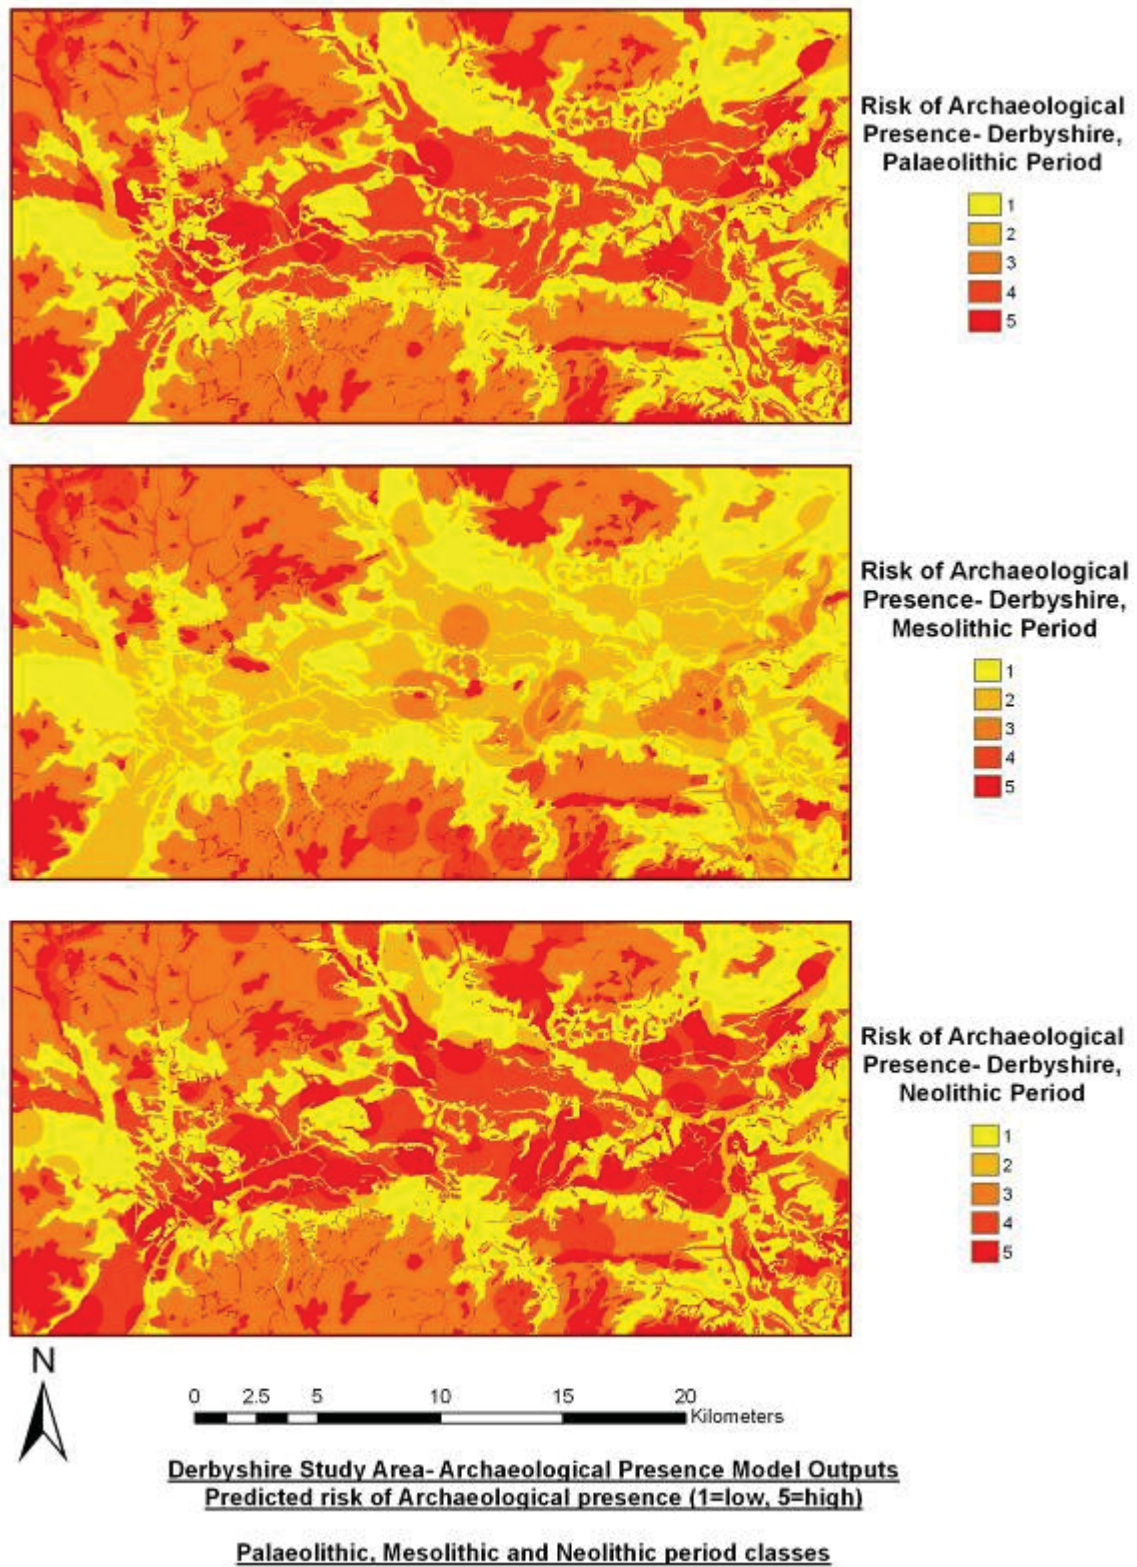 Risk of Archaeological
Presence- Derbyshire,
Palaeolithic Period
1
2
3
4
5
Risk of Archaeological
Presence- Derbyshire,
Mesolithic Period
1
2
3
4
5
Risk of Archaeological
Presence- Derbyshire,
Neolithic Period
1
2
3
4
5
N
0 2.5 5 10 15 20
Kilometers
Derbyshire Study Area- Archaeological Presence Model Outputs
Predicted risk of Archaeological presence (1=low, 5=high)
Palaeolithic, Mesolithic and Neolithic period classes